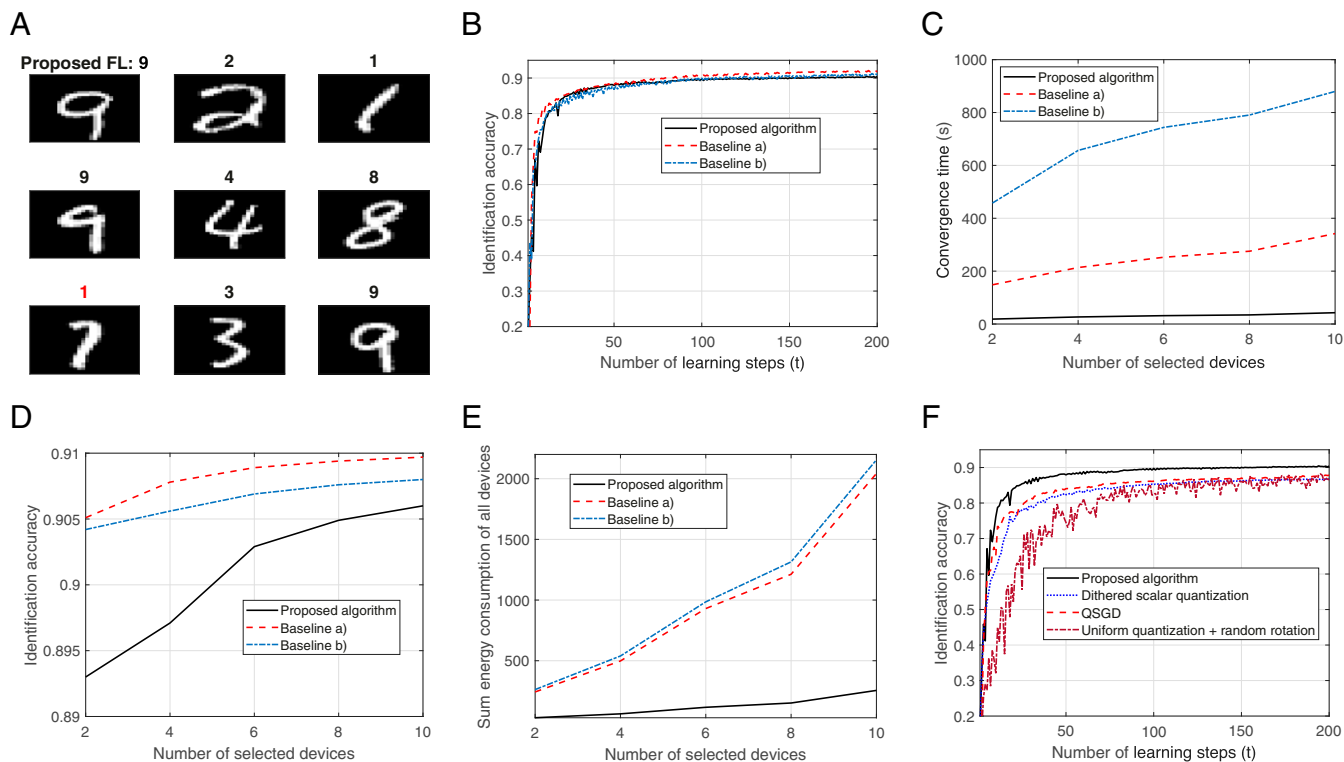 A
Proposed FL: 9
2
1
9
4
8
1
3
9
B
Identification accuracy
0.9
0.8
0.7
0.6
0.5
0.4
0.3
0.2
Proposed algorithm
Baseline a)
Baseline b)
50
100
150
200
Number of learning steps (t)
C
Convergence time (s)
1000
800
600
400
200
0
Proposed algorithm
Baseline a)
Baseline b)
2
4
6
8
10
Number of selected devices
D
Identification accuracy
0.91
0.905
0.9
0.895
0.89
Proposed algorithm
Baseline a)
Baseline b)
2
4
6
8
10
Number of selected devices
E
Sum energy consumption of all devices
2000
1500
1000
500
Proposed algorithm
Baseline a)
Baseline b)
2
4
6
8
10
Number of selected devices
F
Identification accuracy
0.9
0.8
0.7
0.6
0.5
0.4
0.3
0.2
Proposed algorithm
Dithered scalar quantization
QSGD
Uniform quantization + random rotation
50
100
150
200
Number of learning steps (t)